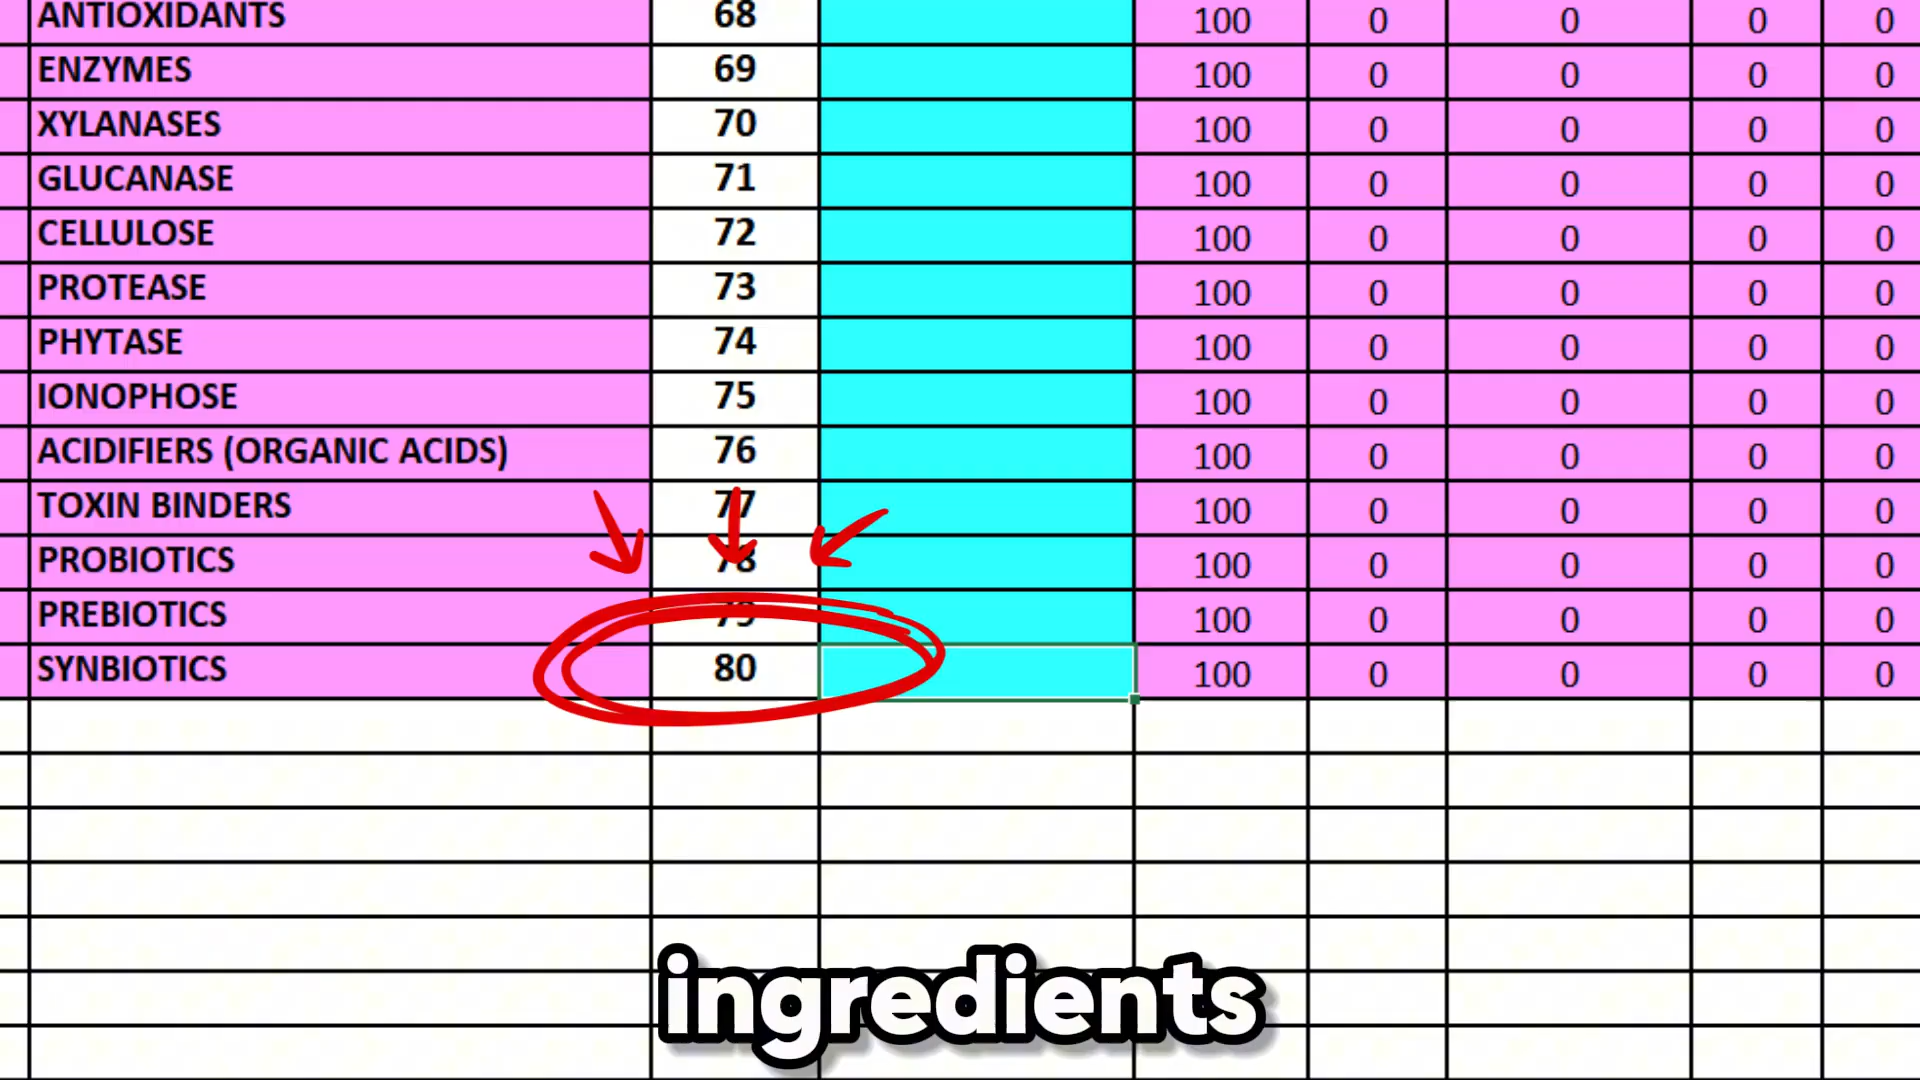 ANTIOXIDANTS 68 100 0 0 0 0
ENZYMES 69 100 0 0 0 0
XYLANASES 70 100 0 0 0 0
GLUCANASE 71 100 0 0 0 0
CELLULOSE 72 100 0 0 0 0
PROTEASE 73 100 0 0 0 0
PHYTASE 74 100 0 0 0 0
IONOPHOSE 75 100 0 0 0 0
ACIDIFIERS (ORGANIC ACIDS) 76 100 0 0 0 0
TOXIN BINDERS 77 100 0 0 0 0
PROBIOTICS 78 100 0 0 0 0
PREBIOTICS 79 100 0 0 0 0
SYNBIOTICS 80 100 0 0 0 0
ingredients